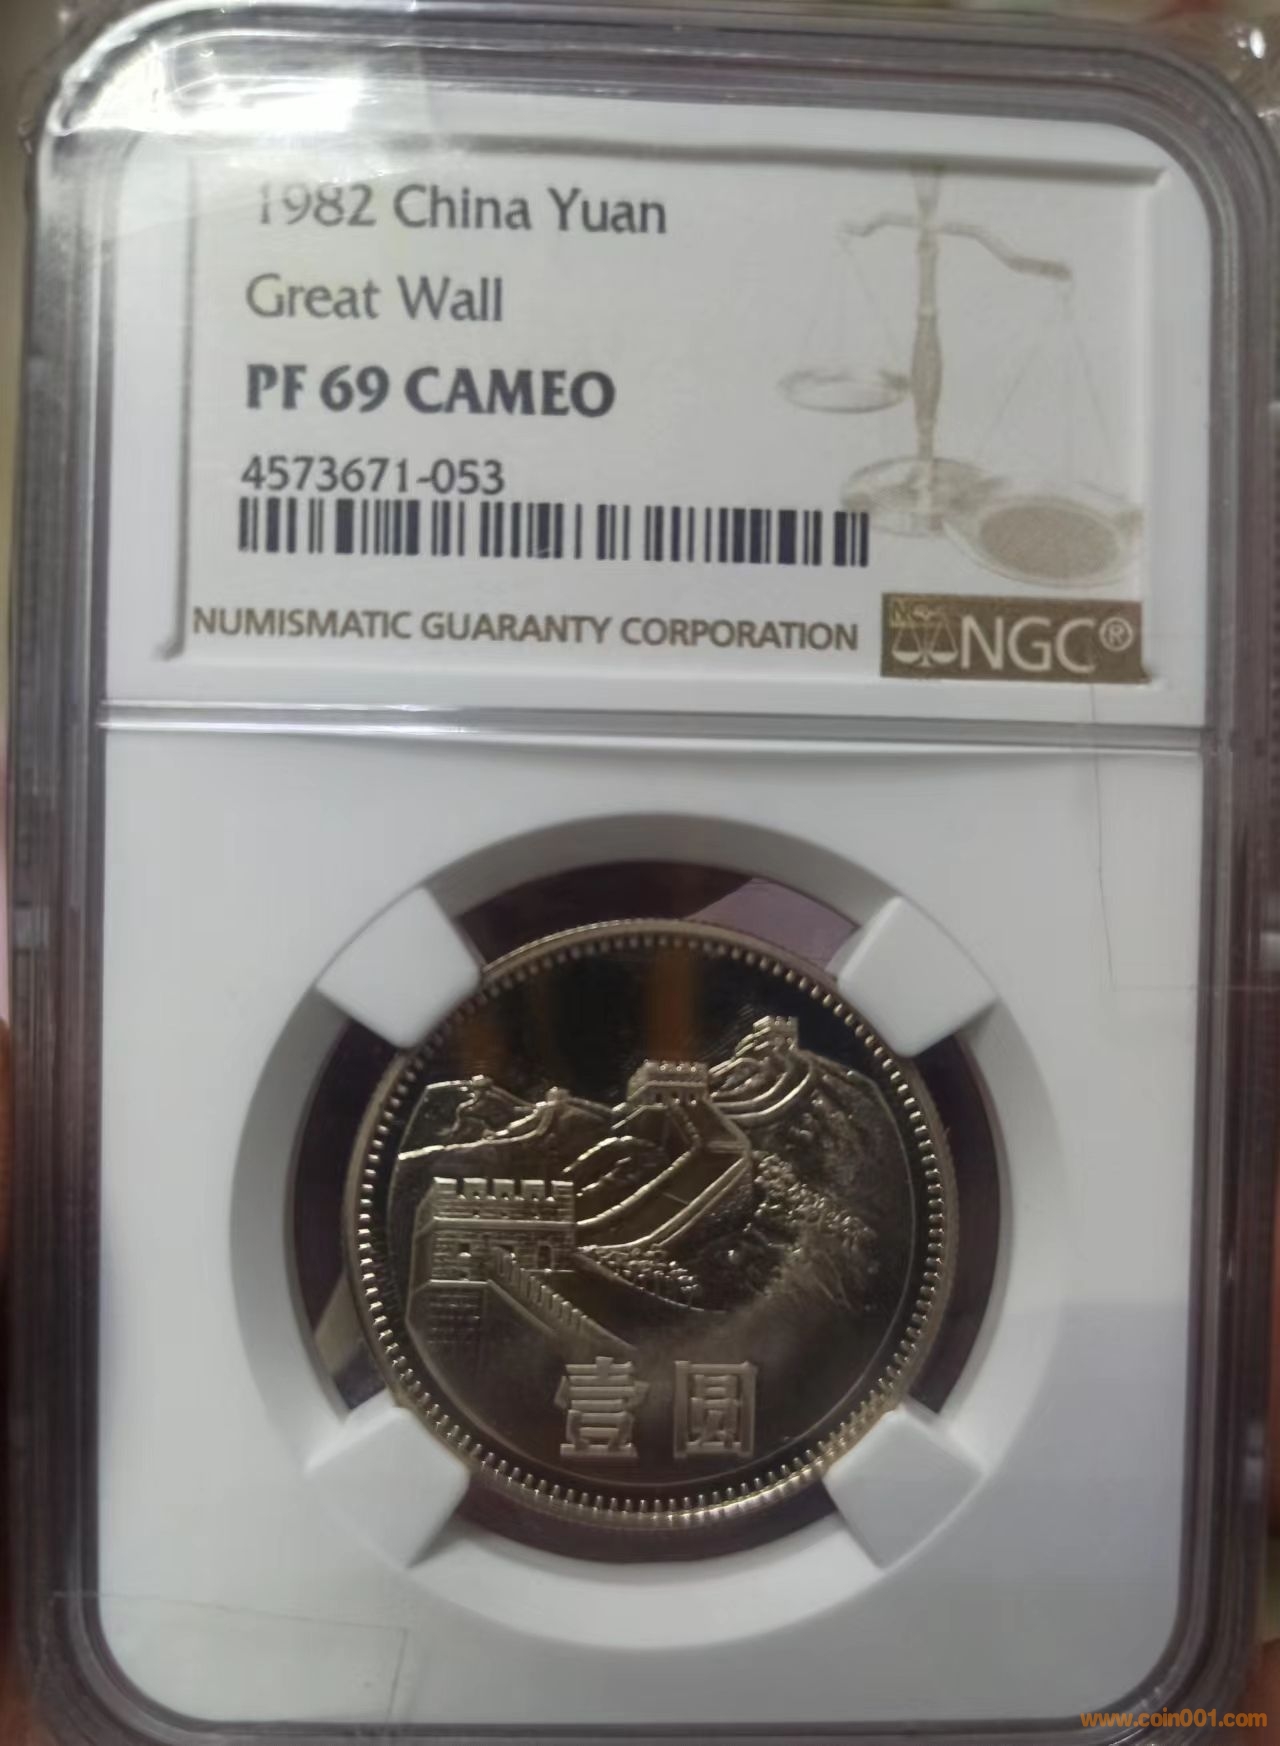 1982 China Yuan
Great Wall
PF 69 CAMEO
4573671-053
NUMISMATIC GUARANTY CORPORATION
NGC®
壹圆
www.coin001.com